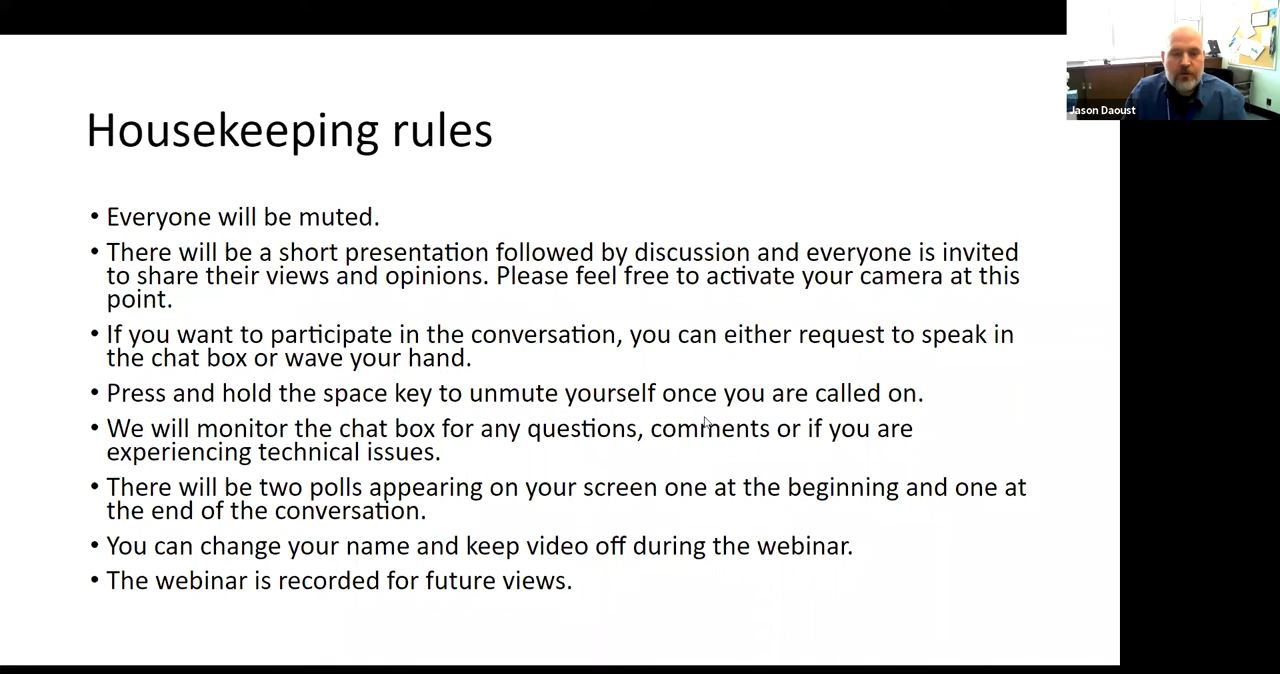 Housekeeping rules
• Everyone will be muted.
• There will be a short presentation followed by discussion and everyone is invited
to share their views and opinions. Please feel free to activate your camera at this
point.
• If you want to participate in the conversation, you can either request to speak in
the chat box or wave your hand.
• Press and hold the space key to unmute yourself once you are called on.
• We will monitor the chat box for any questions, comments or if you are
experiencing technical issues.
• There will be two polls appearing on your screen one at the beginning and one at
the end of the conversation.
• You can change your name and keep video off during the webinar.
• The webinar is recorded for future views.
Jason Daoust